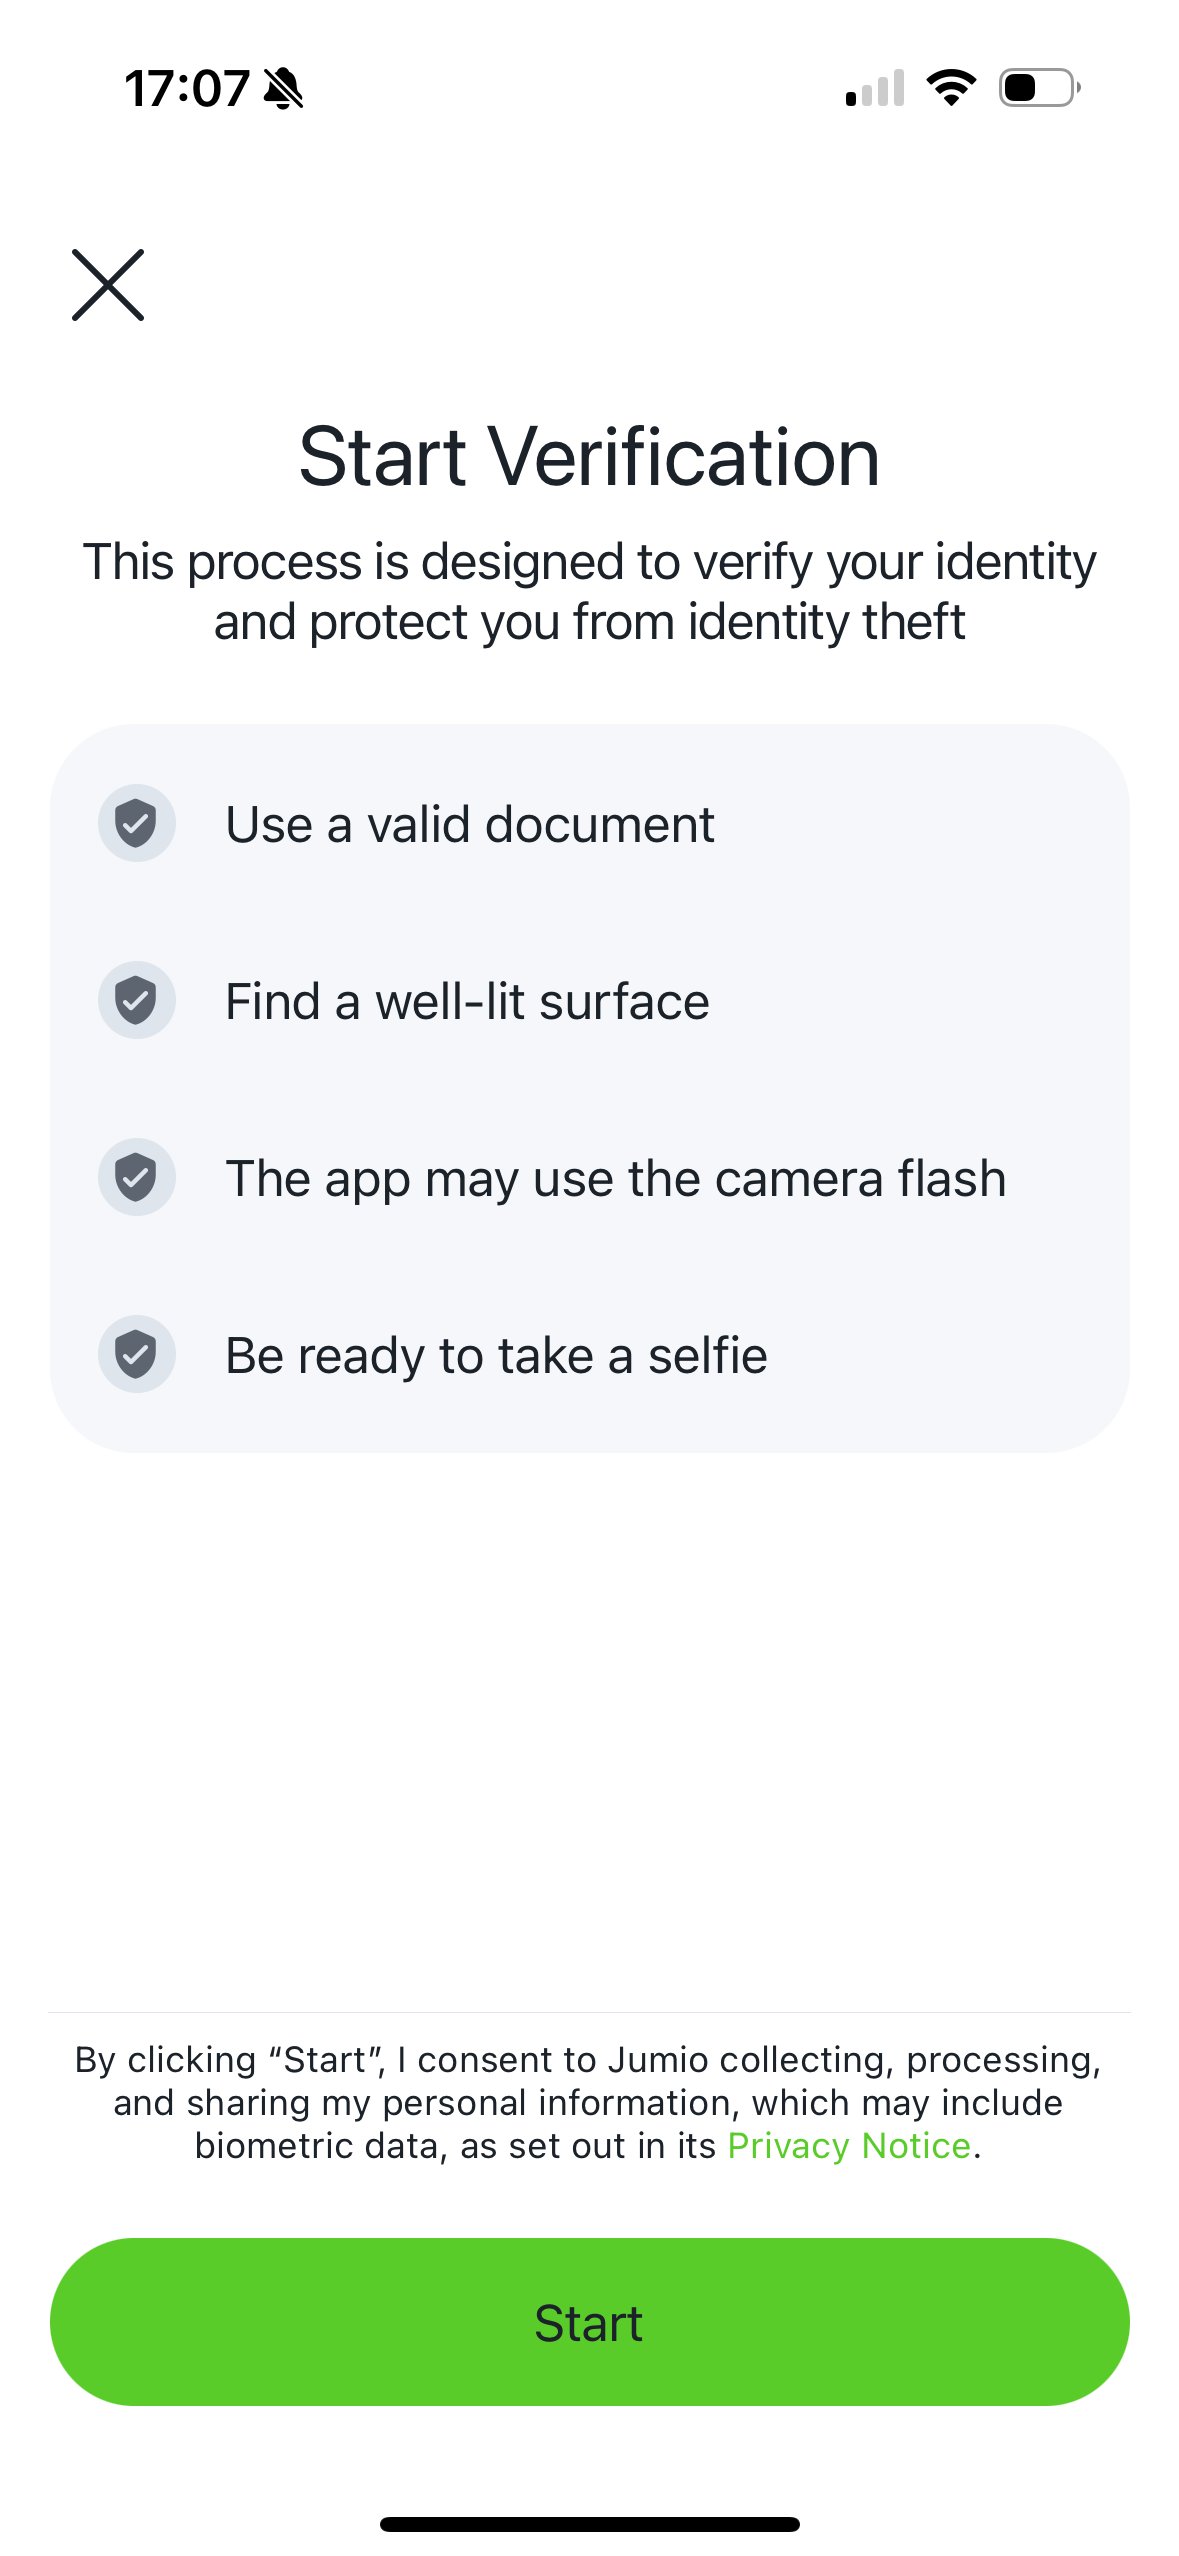 17:07
Start Verification
This process is designed to verify your identity
and protect you from identity theft
Use a valid document
Find a well-lit surface
The app may use the camera flash
Be ready to take a selfie
By clicking “Start”, I consent to Jumio collecting, processing,
and sharing my personal information, which may include
biometric data, as set out in its Privacy Notice.
Start